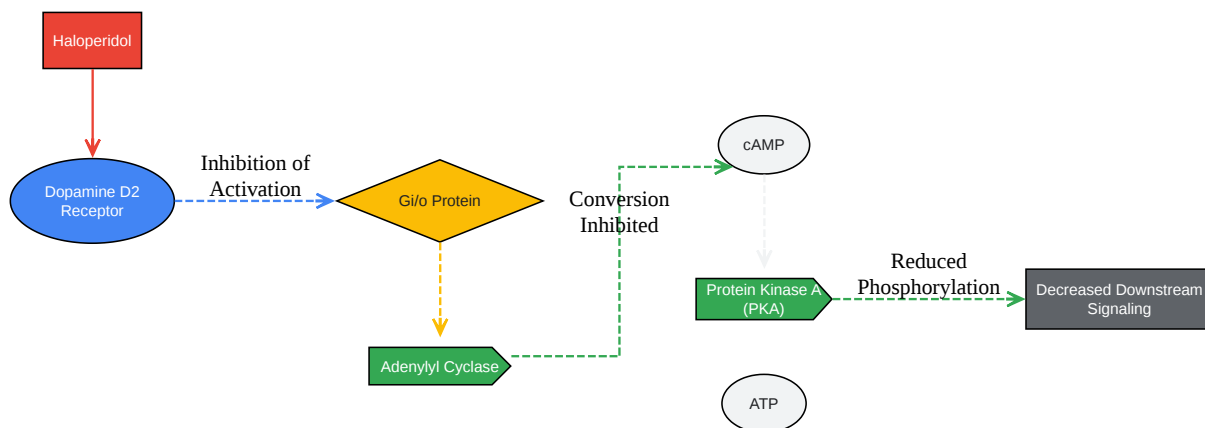 Haloperidol
Dopamine D2
Receptor
Inhibition of
Activation
Gi/o Protein
Adenylyl Cyclase
Conversion
Inhibited
cAMP
Protein Kinase A
(PKA)
Reduced
Phosphorylation
Decreased Downstream
Signaling
ATP